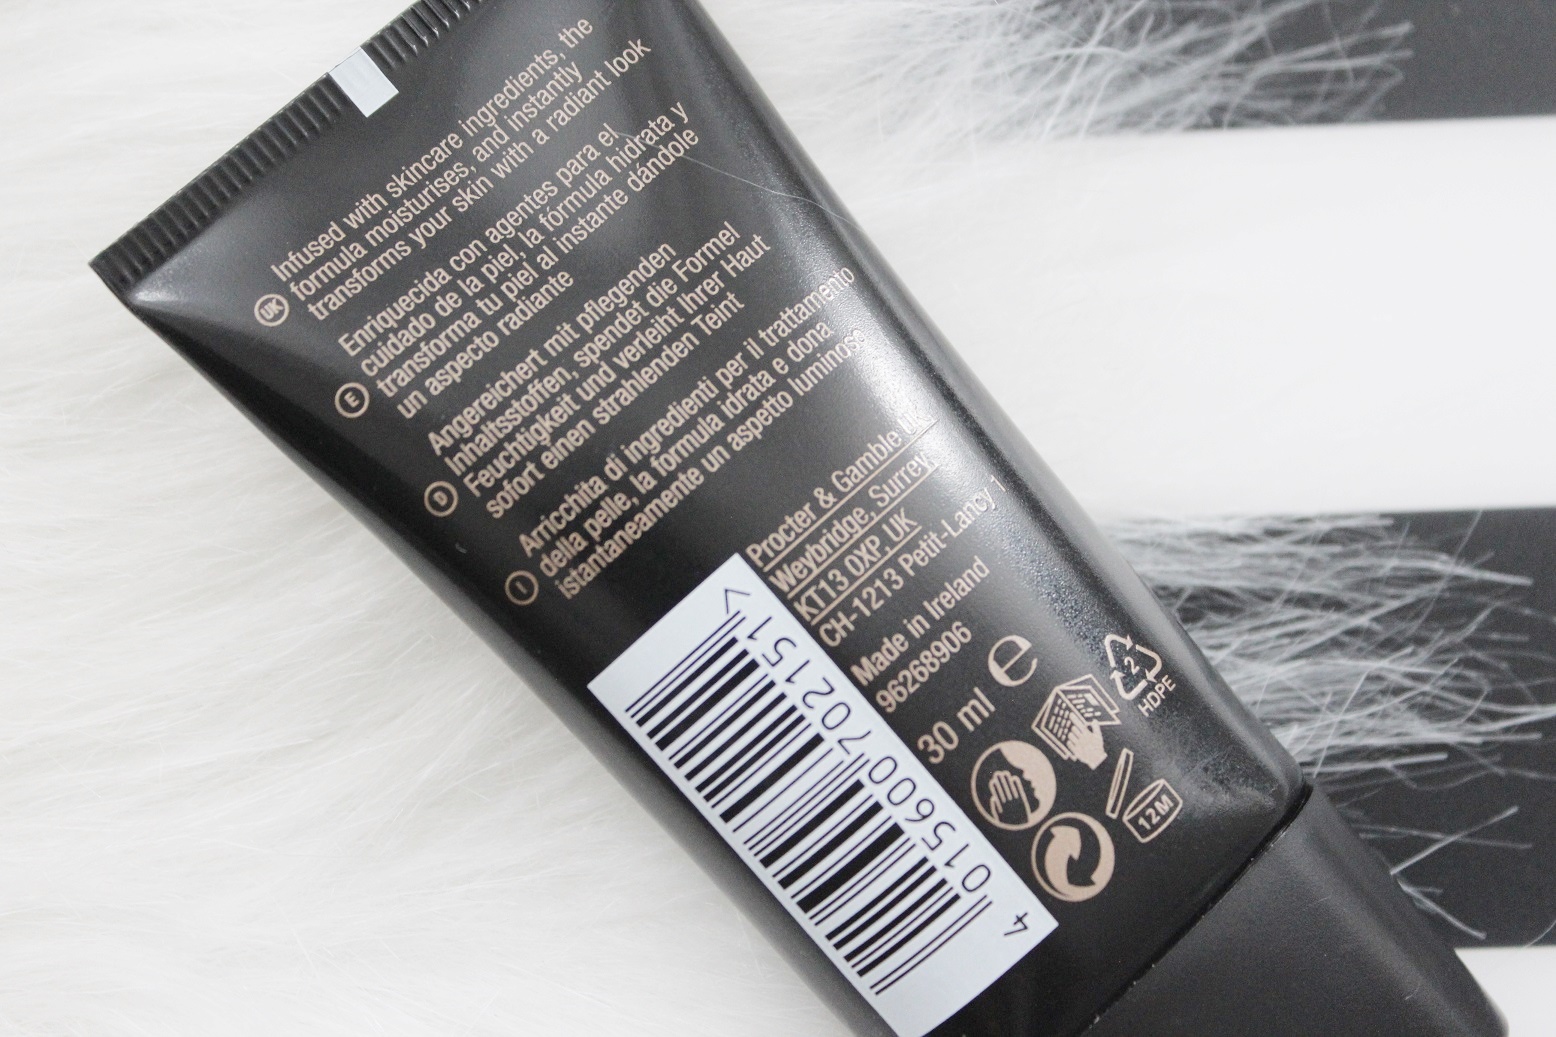 UK Infused with skincare ingredients, the
formula moisturises, and instantly
transforms your skin with a radiant look
E Enriquecida con agentes para el
cuidado de la piel, la fórmula hidrata y
transforma tu piel al instante dándole
un aspecto radiante
D Angereichert mit pflegenden
Inhaltsstoffen, spendet die Formel
Feuchtigkeit und verleiht Ihrer Haut
sofort einen strahlenden Teint
I Arricchita di ingredienti per il trattamento
della pelle, la formula idrata e dona
istantaneamente un aspetto luminoso
Procter & Gamble UK,
Weybridge, Surrey,
KT13 0XP, UK
CH-1213 Petit-Lancy 1
Made in Ireland
96268906
30 ml e
2
HDPE
12M
4 015600 702151 >